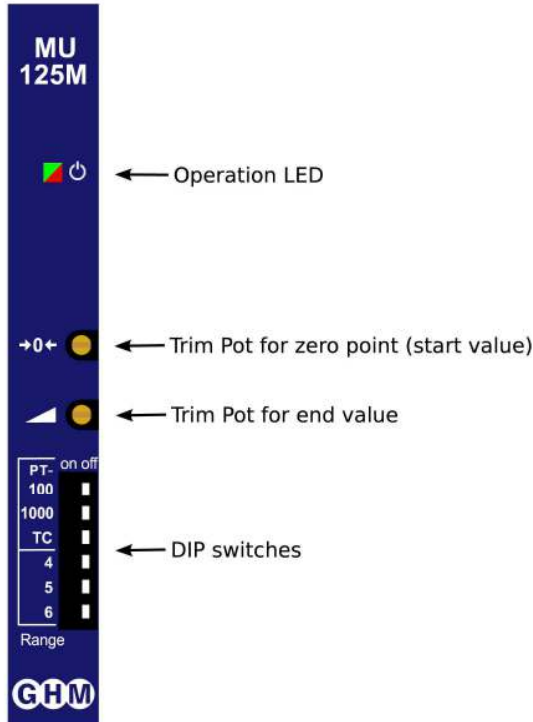 MU
125M
Operation LED
→0← Trim Pot for zero point (start value)
Trim Pot for end value
PT- on off
100
1000
TC
4 DIP switches
5
6
Range
GHM